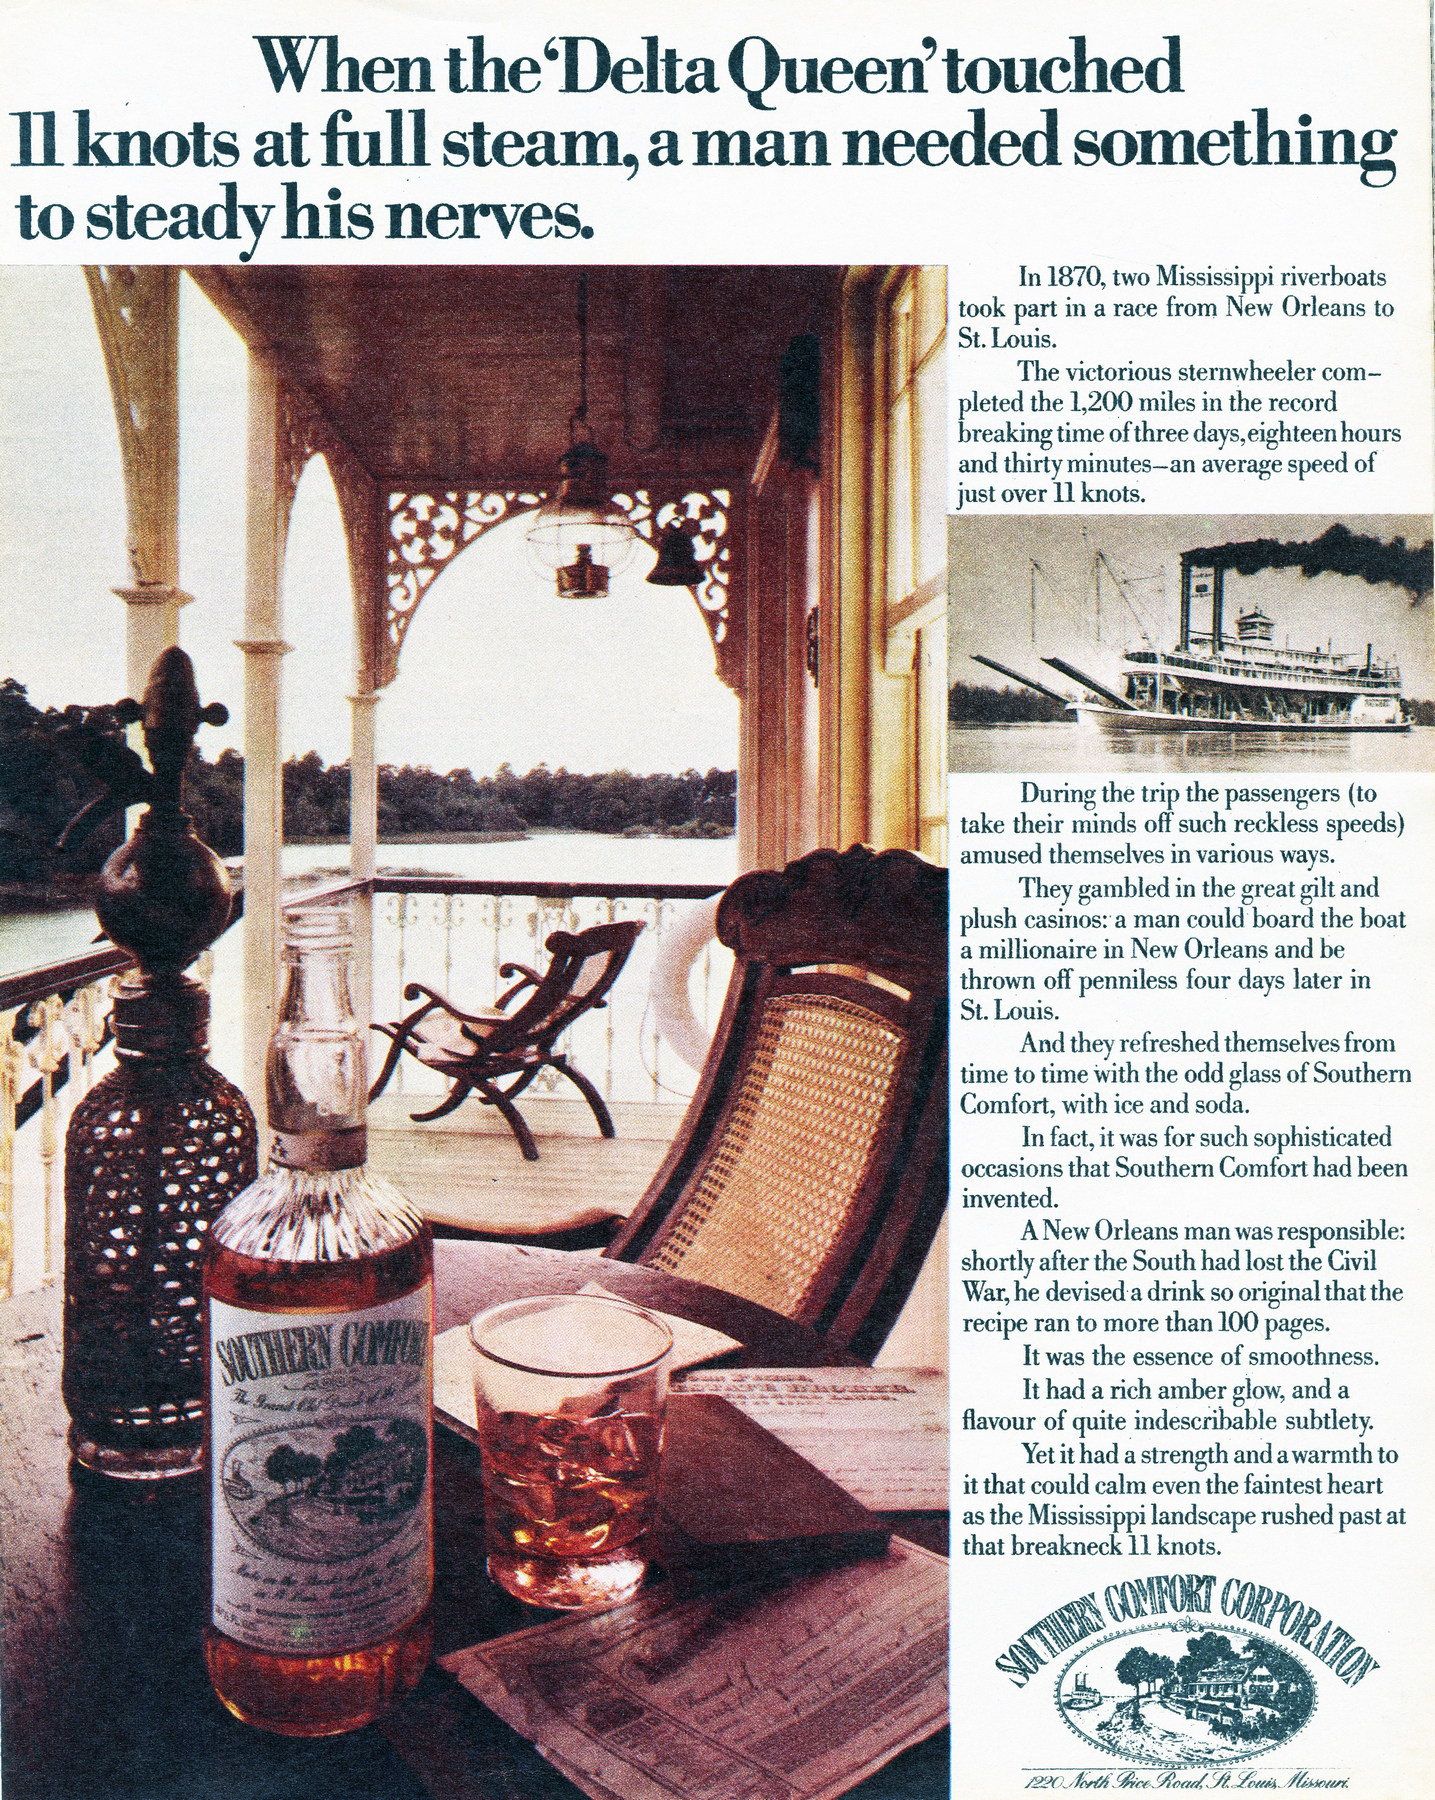 When the ‘Delta Queen’ touched
11 knots at full steam, a man needed something
to steady his nerves.
In 1870, two Mississippi riverboats
took part in a race from New Orleans to
St. Louis.
The victorious sternwheeler com–
pleted the 1,200 miles in the record
breaking time of three days, eighteen hours
and thirty minutes—an average speed of
just over 11 knots.
During the trip the passengers (to
take their minds off such reckless speeds)
amused themselves in various ways.
They gambled in the great gilt and
plush casinos: a man could board the boat
a millionaire in New Orleans and be
thrown off penniless four days later in
St. Louis.
And they refreshed themselves from
time to time with the odd glass of Southern
Comfort, with ice and soda.
In fact, it was for such sophisticated
occasions that Southern Comfort had been
invented.
A New Orleans man was responsible:
shortly after the South had lost the Civil
War, he devised a drink so original that the
recipe ran to more than 100 pages.
It was the essence of smoothness.
It had a rich amber glow, and a
flavour of quite indescribable subtlety.
Yet it had a strength and a warmth to
it that could calm even the faintest heart
as the Mississippi landscape rushed past at
that breakneck 11 knots.
SOUTHERN COMFORT CORPORATION
1220 North Price Road, St. Louis, Missouri.
SOUTHERN COMFORT
The Grand Old Drink of the